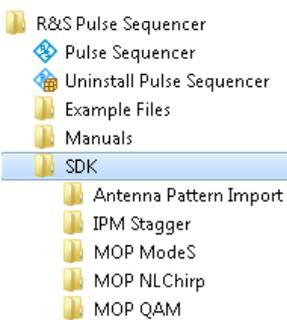 R&S Pulse Sequencer
Pulse Sequencer
Uninstall Pulse Sequencer
Example Files
Manuals
SDK
Antenna Pattern Import
IPM Stagger
MOP ModeS
MOP NLChirp
MOP QAM